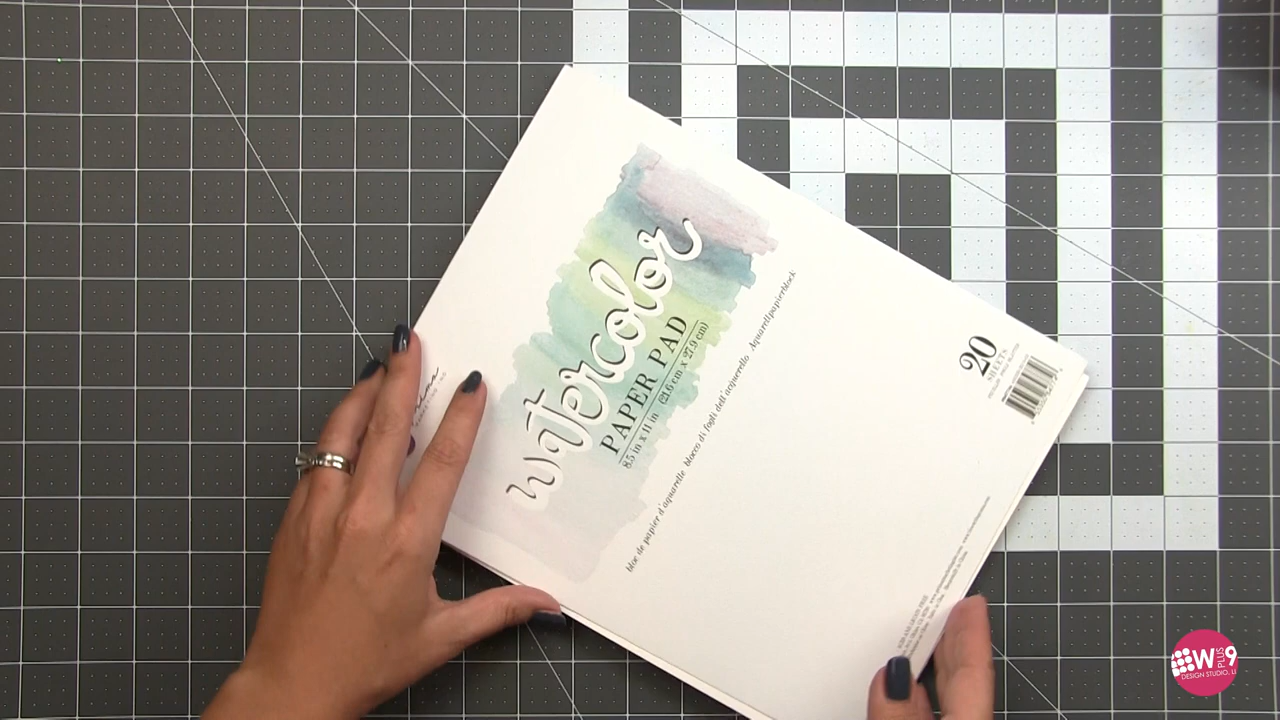 watercolor
PAPER PAD
8.5 in x 11 in (21.6 cm x 27.9 cm)
bloc de papier d'aquarelle blocco di fogli dell'acquerello Aquarellpapierblock
20
SHEETS
W PLUS 9
DESIGN STUDIO,